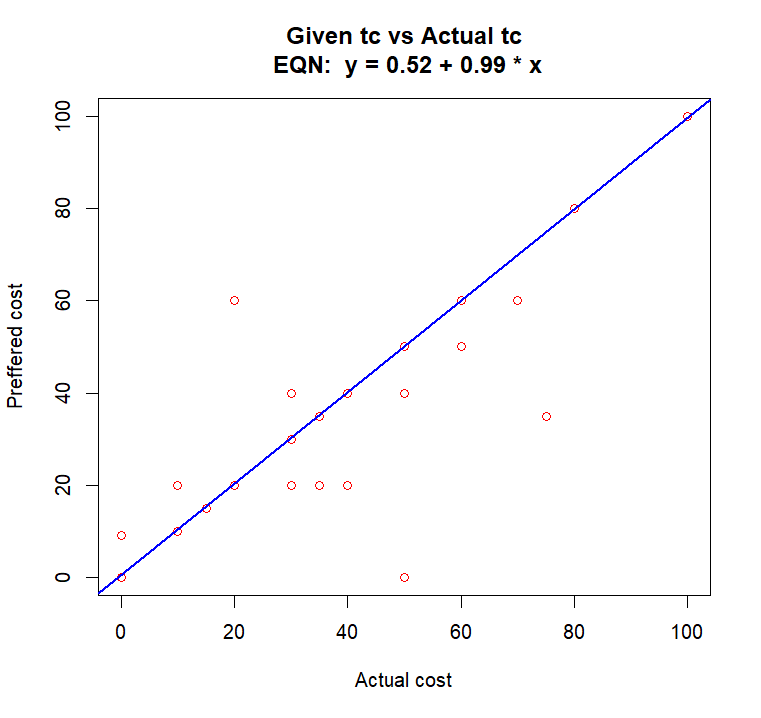 Given tc vs Actual tc
EQN:  y = 0.52 + 0.99 * x
Preffered cost
100
80
60
40
20
0
0 20 40 60 80 100
Actual cost